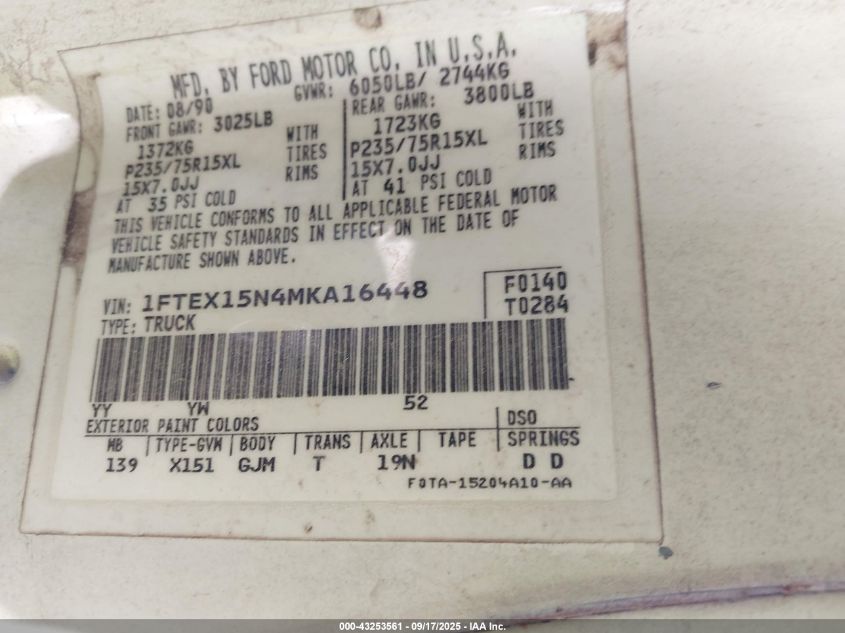 MFD. BY FORD MOTOR CO. IN U.S.A.
DATE: 08/90 GVWR: 6050LB/ 2744KG
FRONT GAWR: 3025LB REAR GAWR: 3800LB
1372KG WITH 1723KG WITH
P235/75R15XL TIRES P235/75R15XL TIRES
15X7.0JJ RIMS 15X7.0JJ RIMS
AT 35 PSI COLD AT 41 PSI COLD
THIS VEHICLE CONFORMS TO ALL APPLICABLE FEDERAL MOTOR
VEHICLE SAFETY STANDARDS IN EFFECT ON THE DATE OF
MANUFACTURE SHOWN ABOVE.
VIN: 1FTEX15N4MKA16448 F0140
TYPE: TRUCK T0284
YY YW 52
EXTERIOR PAINT COLORS DSO
WB TYPE-GVW BODY TRANS AXLE TAPE SPRINGS
139 X151 GJM T 19N D D
F0TA-15204A10-AA
000-43253561 - 09/17/2025 - IAA Inc.